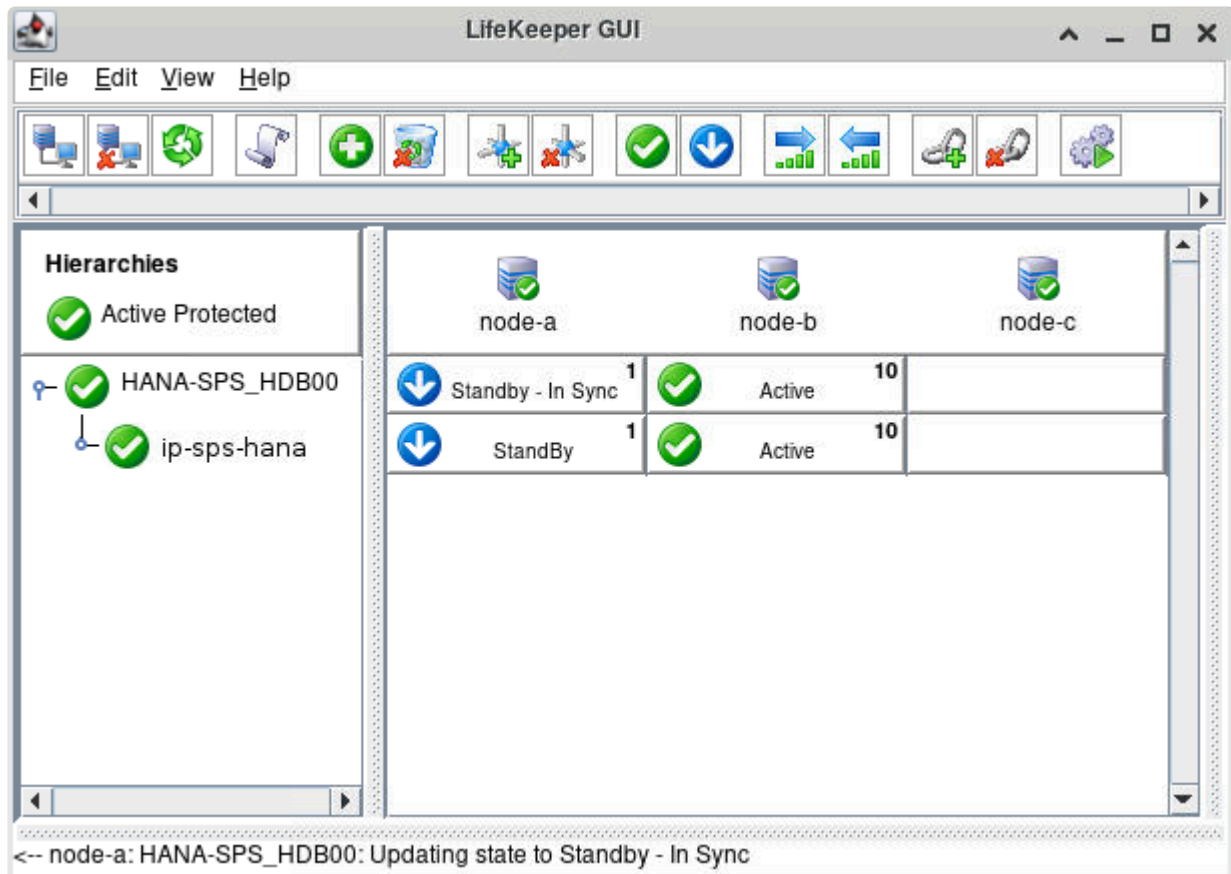 LifeKeeper GUI
File Edit View Help
Hierarchies
Active Protected
node-a node-b node-c
HANA-SPS_HDB00 Standby - In Sync 1 Active 10
ip-sps-hana StandBy 1 Active 10
<-- node-a: HANA-SPS_HDB00: Updating state to Standby - In Sync